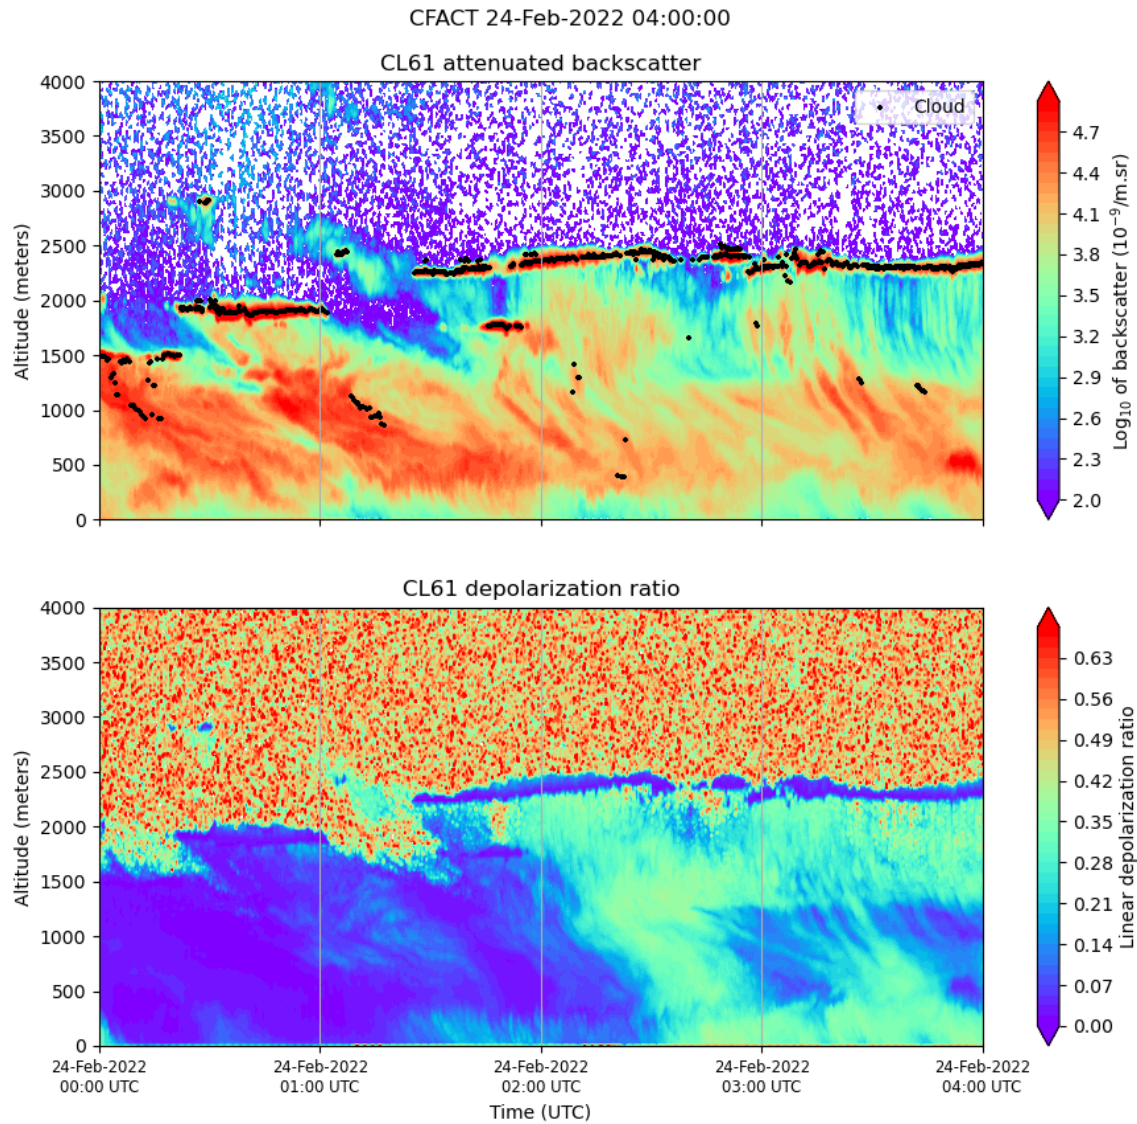 CFACT 24-Feb-2022 04:00:00
CL61 attenuated backscatter
4000
3500
3000
2500
2000
1500
1000
500
0
Altitude (meters)
Cloud
4.7
4.4
4.1
3.8
3.5
3.2
2.9
2.6
2.3
2.0
Log₁₀ of backscatter (10⁻⁹/m.sr)
CL61 depolarization ratio
4000
3500
3000
2500
2000
1500
1000
500
0
Altitude (meters)
24-Feb-2022
00:00 UTC
24-Feb-2022
01:00 UTC
24-Feb-2022
02:00 UTC
24-Feb-2022
03:00 UTC
24-Feb-2022
04:00 UTC
Time (UTC)
0.63
0.56
0.49
0.42
0.35
0.28
0.21
0.14
0.07
0.00
Linear depolarization ratio